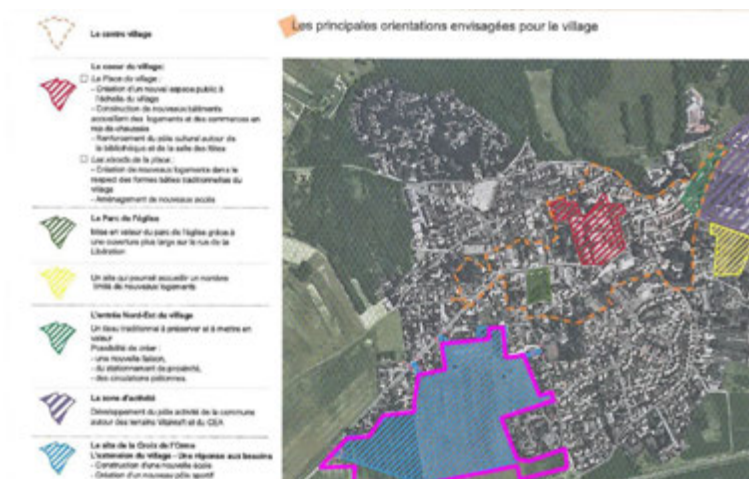 Les principales orientations envisagées pour le village
Le centre village
Le coeur du village:
La Place du village :
- Création d'un nouvel espace public à
l'échelle du village
- Construction de nouveaux bâtiments
accueillant des logements et des commerces en
rez de chaussée
- Renforcement du pôle culturel autour de
la bibliothèque et de la salle des fêtes
Les abords de la place :
- Création de nouveaux logements dans le
respect des formes bâties traditionnelles du
village
- Aménagement de nouveaux accès
Le Parc de l'église
Mise en valeur du parc de l'église grâce à
une ouverture plus large sur la rue de la
Libération
Un site qui pourrait accueillir un nombre
limité de nouveaux logements
L'entrée Nord-Est du village
Un tissu traditionnel à préserver et à mettre en
valeur
Possibilité de créer :
- une nouvelle liaison,
- du stationnement de proximité,
- des circulations piétonnes.
La zone d'activité
Développement du pôle activité de la commune
autour des terrains et du CEA
Le site de la Croix de l'Orme
L'extension du village - Une réponse aux besoins
- Construction d'une nouvelle école
- Création d'un nouveau pôle sportif